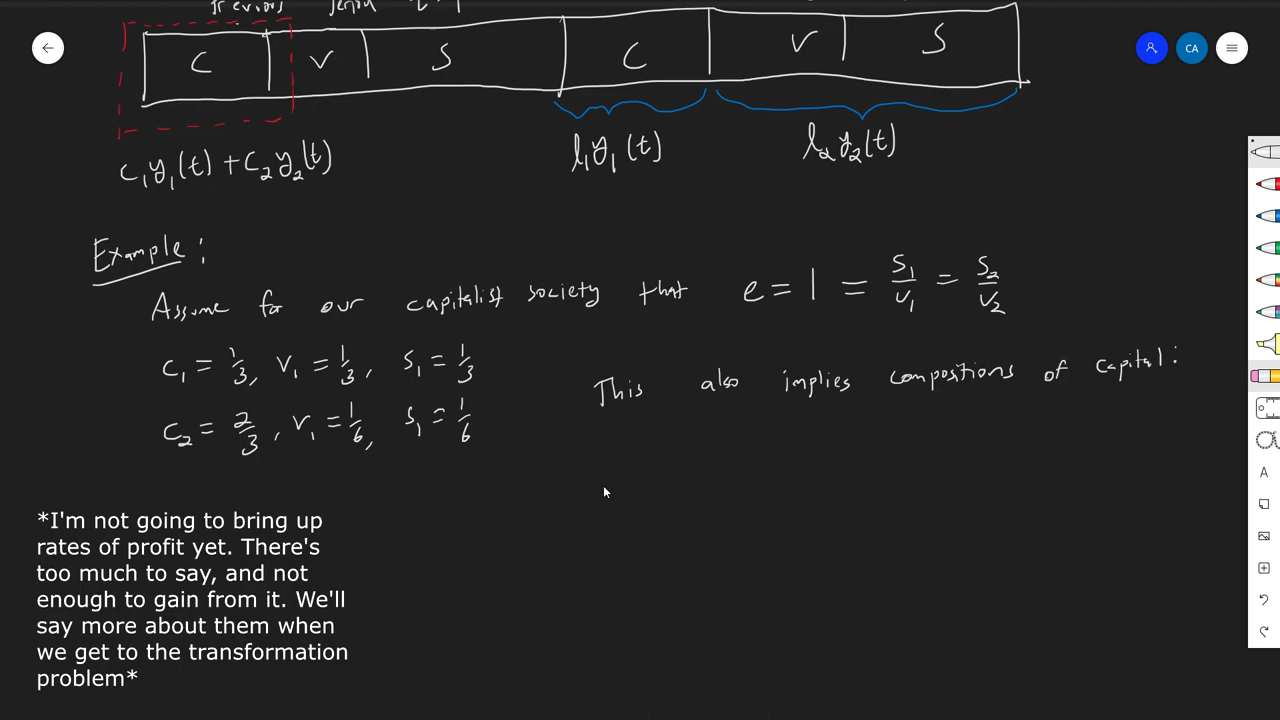 Previous period
C V S C V S
c₁y₁(t) + c₂y₂(t) l₁y₁(t) l₂y₂(t)
Example:
Assume for our capitalist society that e = 1 = s₁/v₁ = s₂/v₂
c₁ = 1/3, v₁ = 1/3, s₁ = 1/3
This also implies compositions of capital:
c₂ = 2/3, v₁ = 1/6, s₁ = 1/6
*I'm not going to bring up
rates of profit yet. There's
too much to say, and not
enough to gain from it. We'll
say more about them when
we get to the transformation
problem*
CA
A